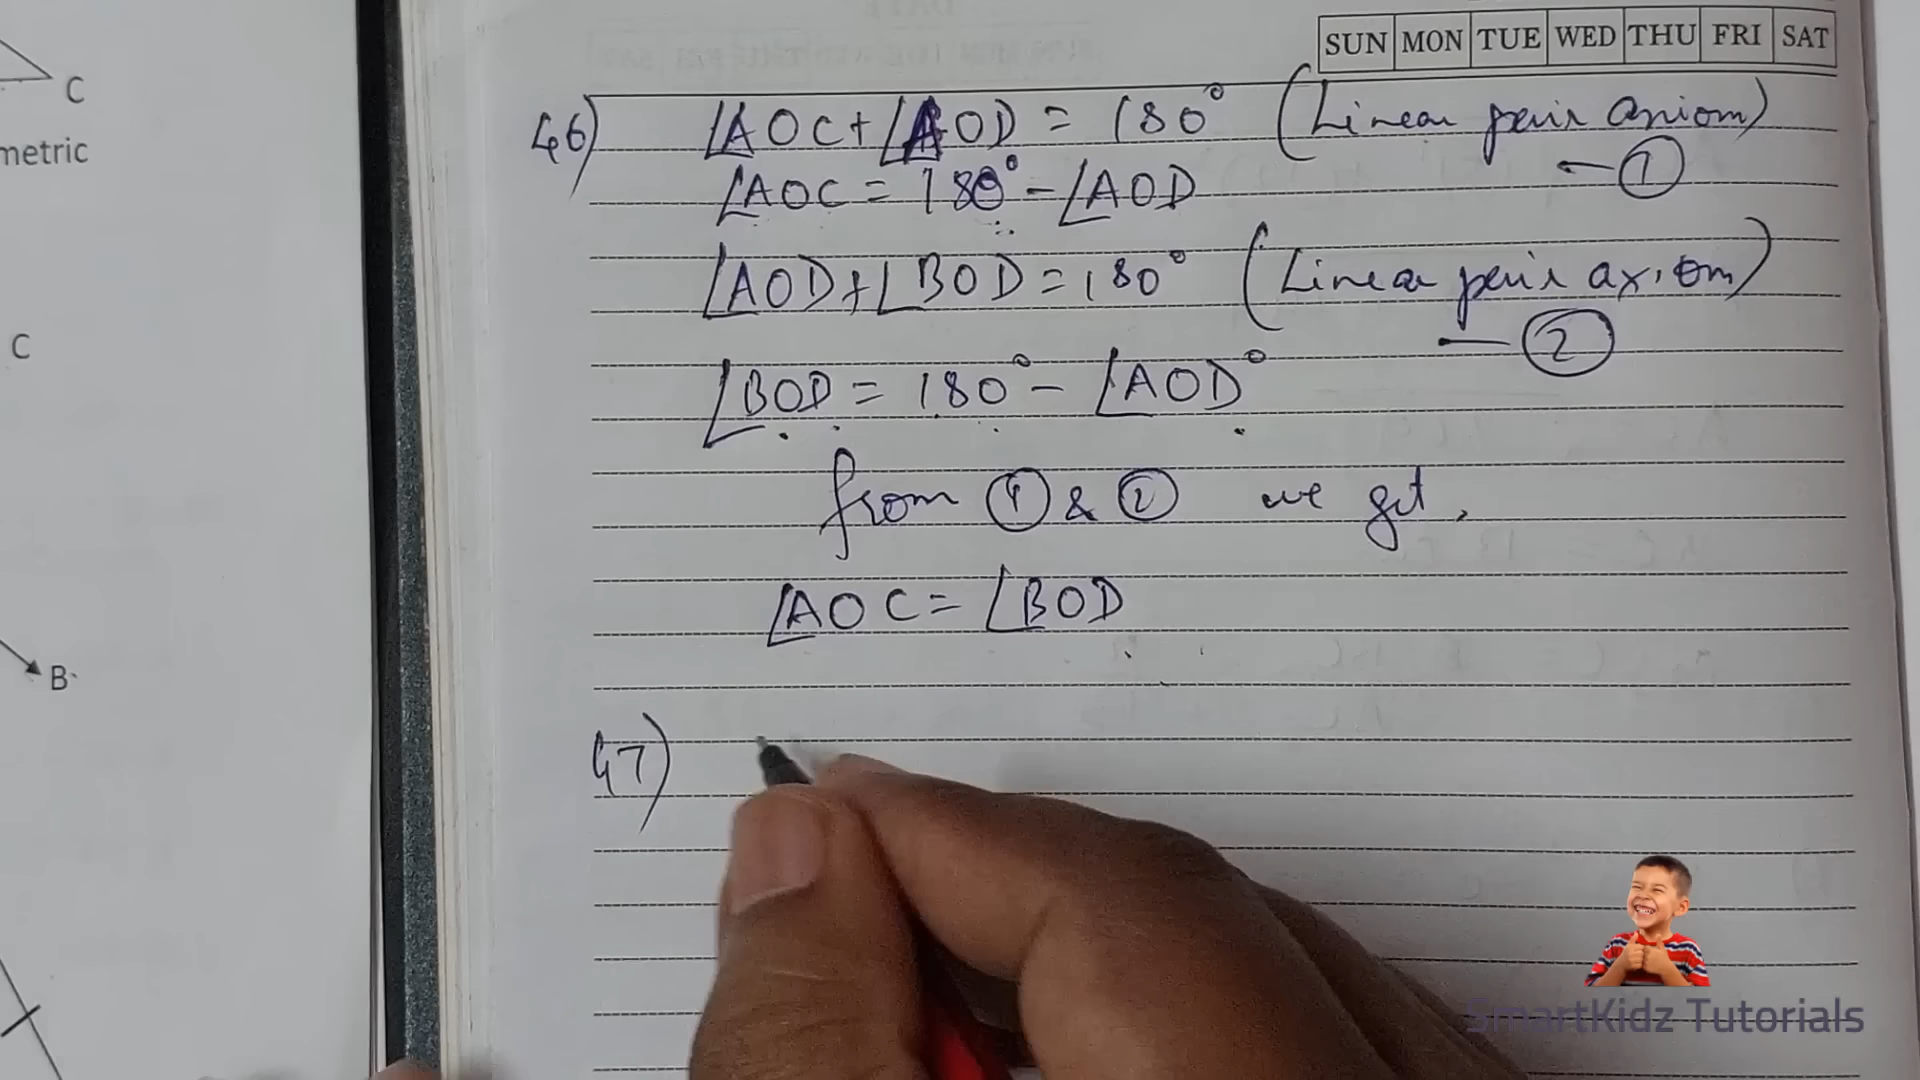 C
metric
C
B
SUN MON TUE WED THU FRI SAT
46) ∠AOC + ∠AOD = 180° (Linear pair axiom)
← ①
∠AOC = 180° - ∠AOD
∠AOD + ∠BOD = 180° (Linear pair axiom)
— ②
∠BOD = 180° - ∠AOD°
from ① & ② we get,
∠AOC = ∠BOD
47)
SmartKidz Tutorials